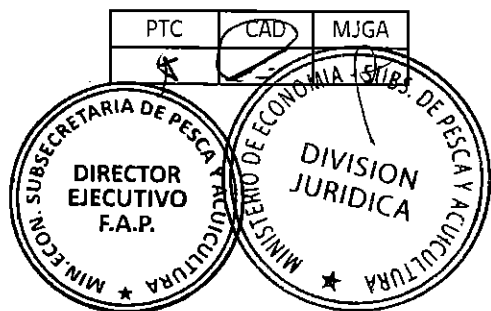 PTC CAD MJGA
MIN. ECON. SUBSECRETARIA DE PESCA Y ACUICULTURA
DIRECTOR
EJECUTIVO
F.A.P.
MINISTERIO DE ECONOMIA - SUBS. DE PESCA Y ACUICULTURA
DIVISION
JURIDICA